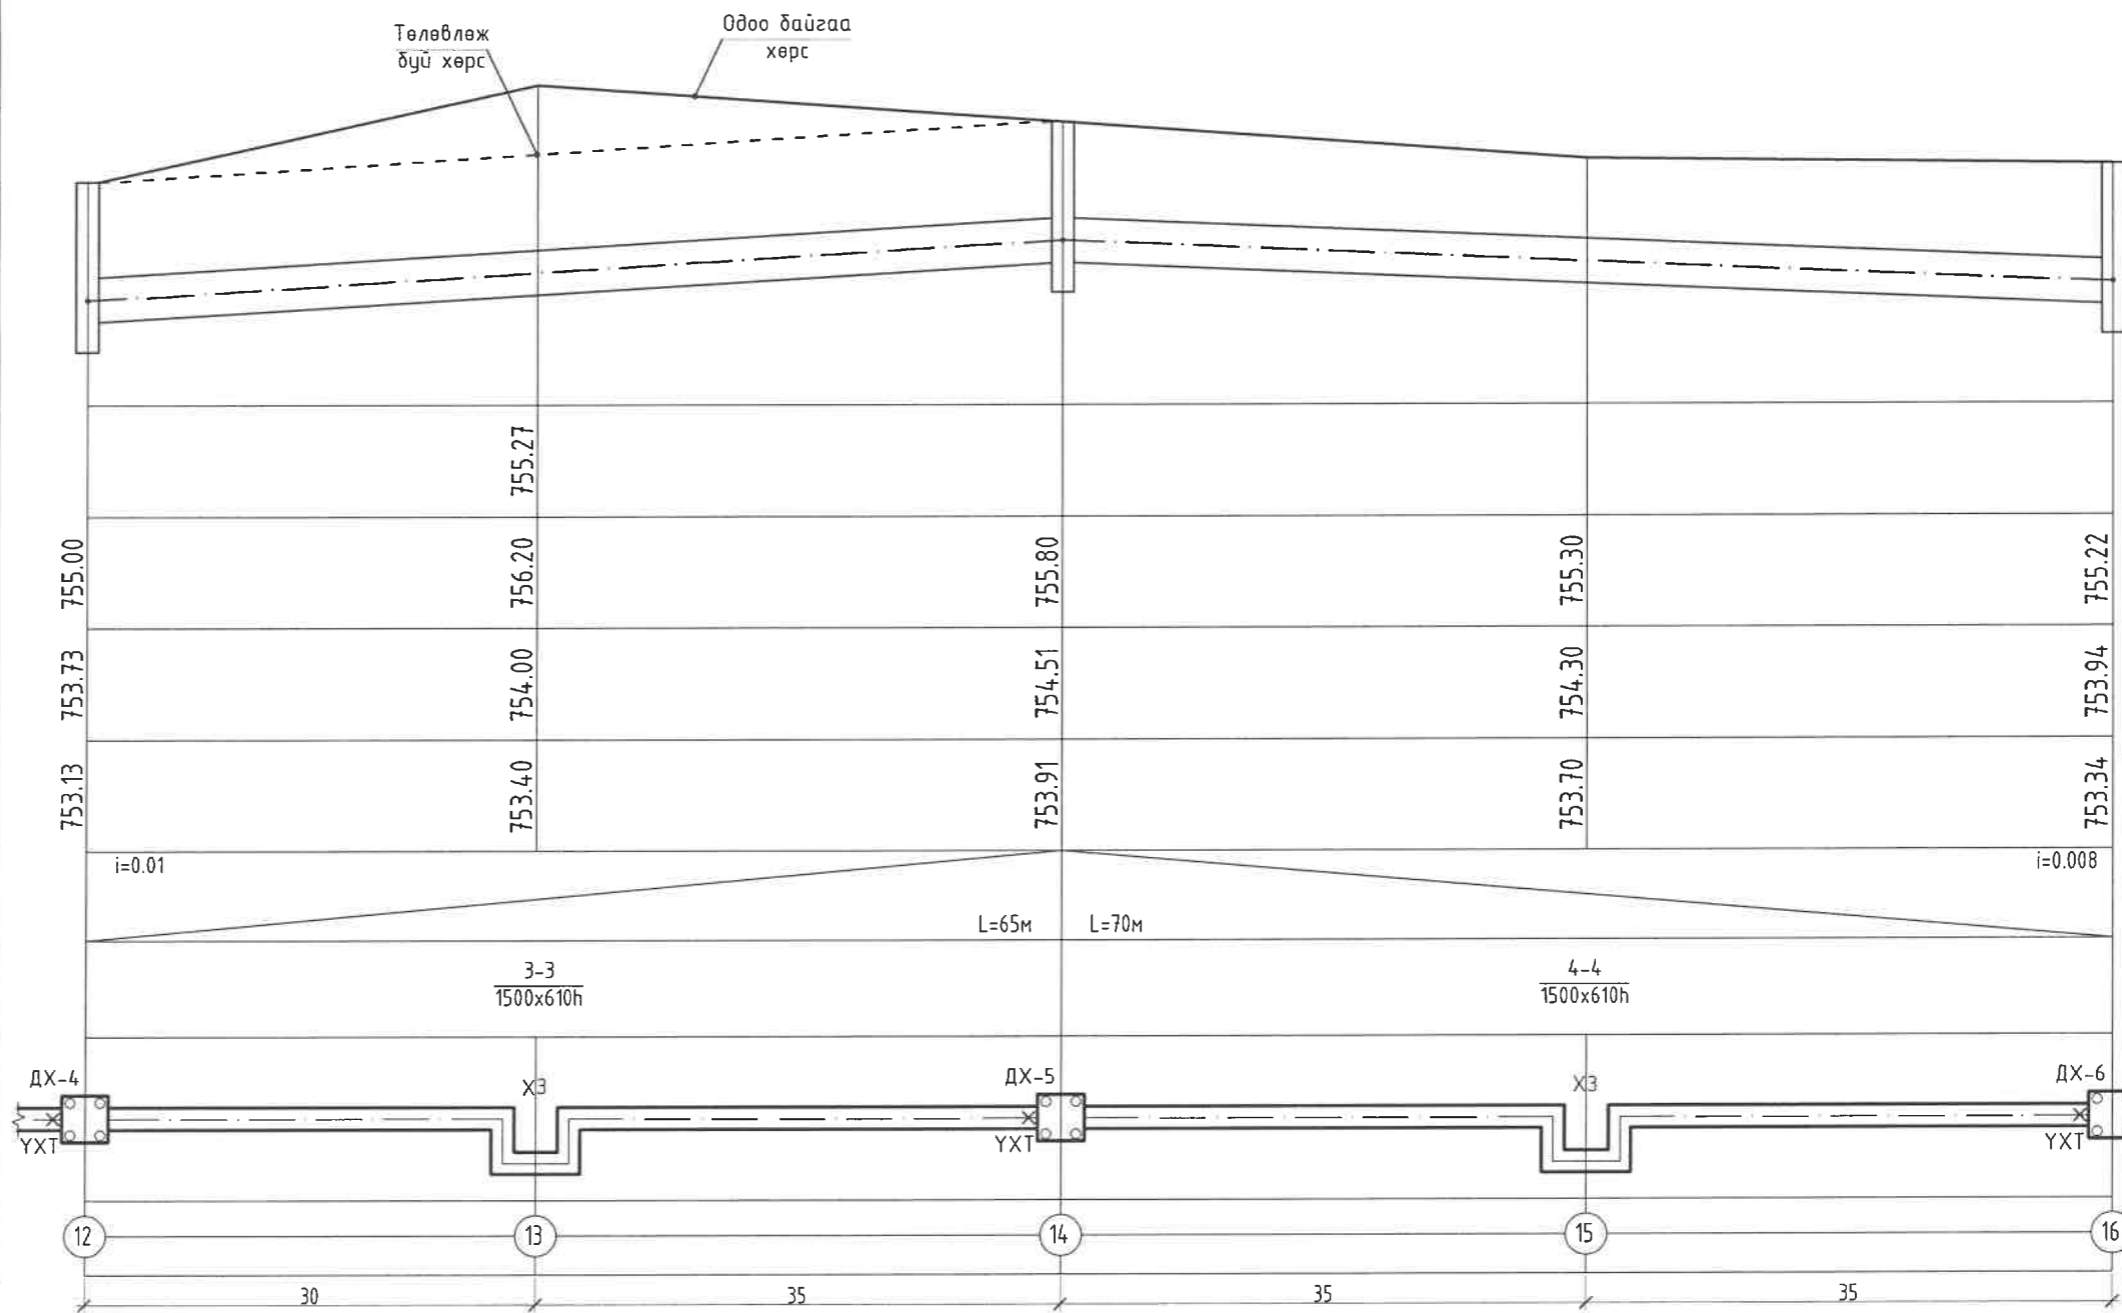 Төлөвлөж
буй хөрс
Одоо байгаа
хөрс
755.27
755.00
756.20
755.80
755.30
755.22
753.73
754.00
754.51
754.30
753.94
753.13
753.40
753.91
753.70
753.34
i=0.01
i=0.008
L=65м
L=70м
3-3
1500x610h
4-4
1500x610h
ДХ-4
ХЗ
ДХ-5
ХЗ
ДХ-6
ҮХТ
ҮХТ
ҮХТ
12
13
14
15
16
30
35
35
35